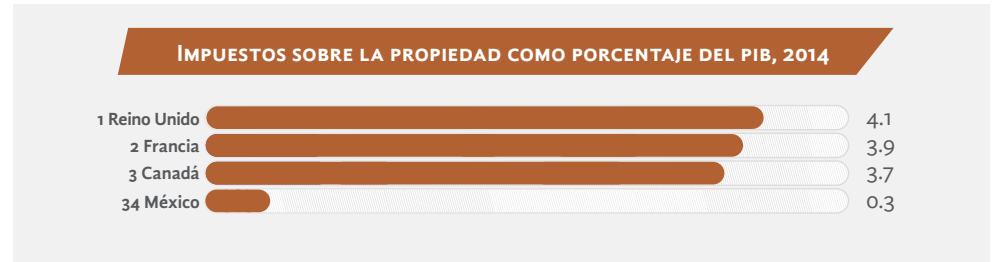 Impuestos sobre la propiedad como porcentaje del pib, 2014
1 Reino Unido 4.1
2 Francia 3.9
3 Canadá 3.7
34 México 0.3